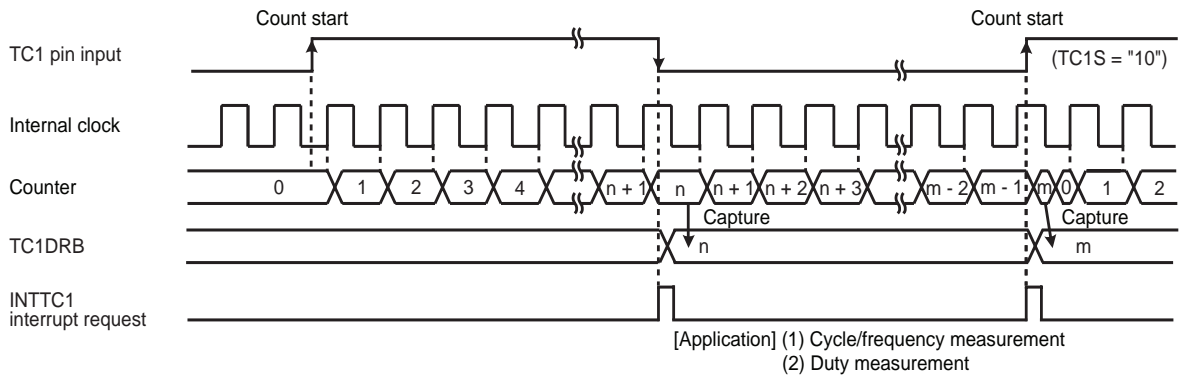 Count start Count start
TC1 pin input (TC1S = "10")
Internal clock
Counter 0 1 2 3 4 n + 1 n n + 1 n + 2 n + 3 m - 2 m - 1 m 0 1 2
Capture Capture
TC1DRB n m
INTTC1
interrupt request
[Application] (1) Cycle/frequency measurement
(2) Duty measurement